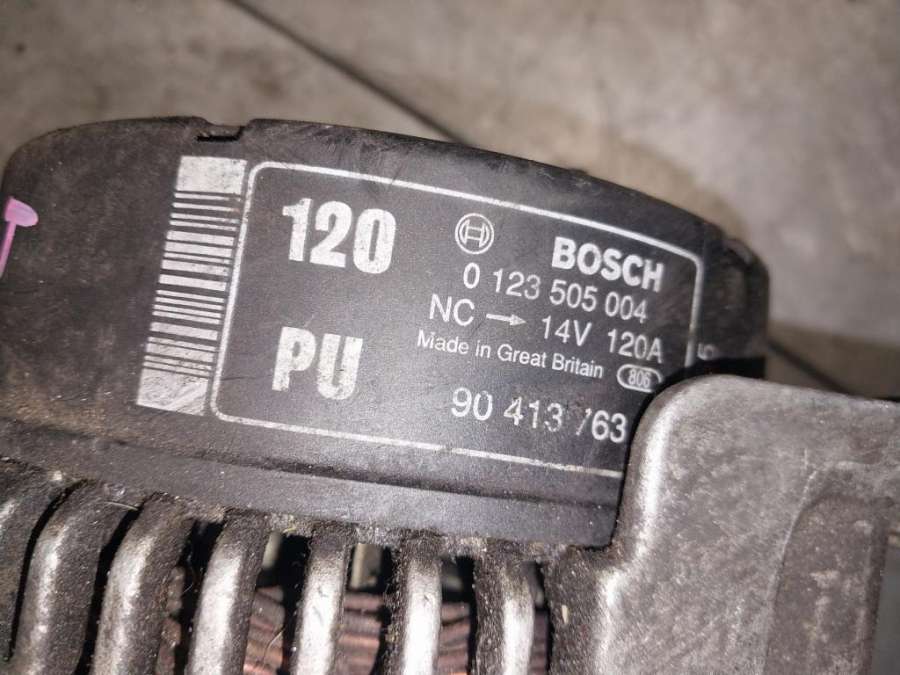 120
BOSCH
0 123 505 004
NC → 14V 120A
Made in Great Britain 806
PU
90 413 763